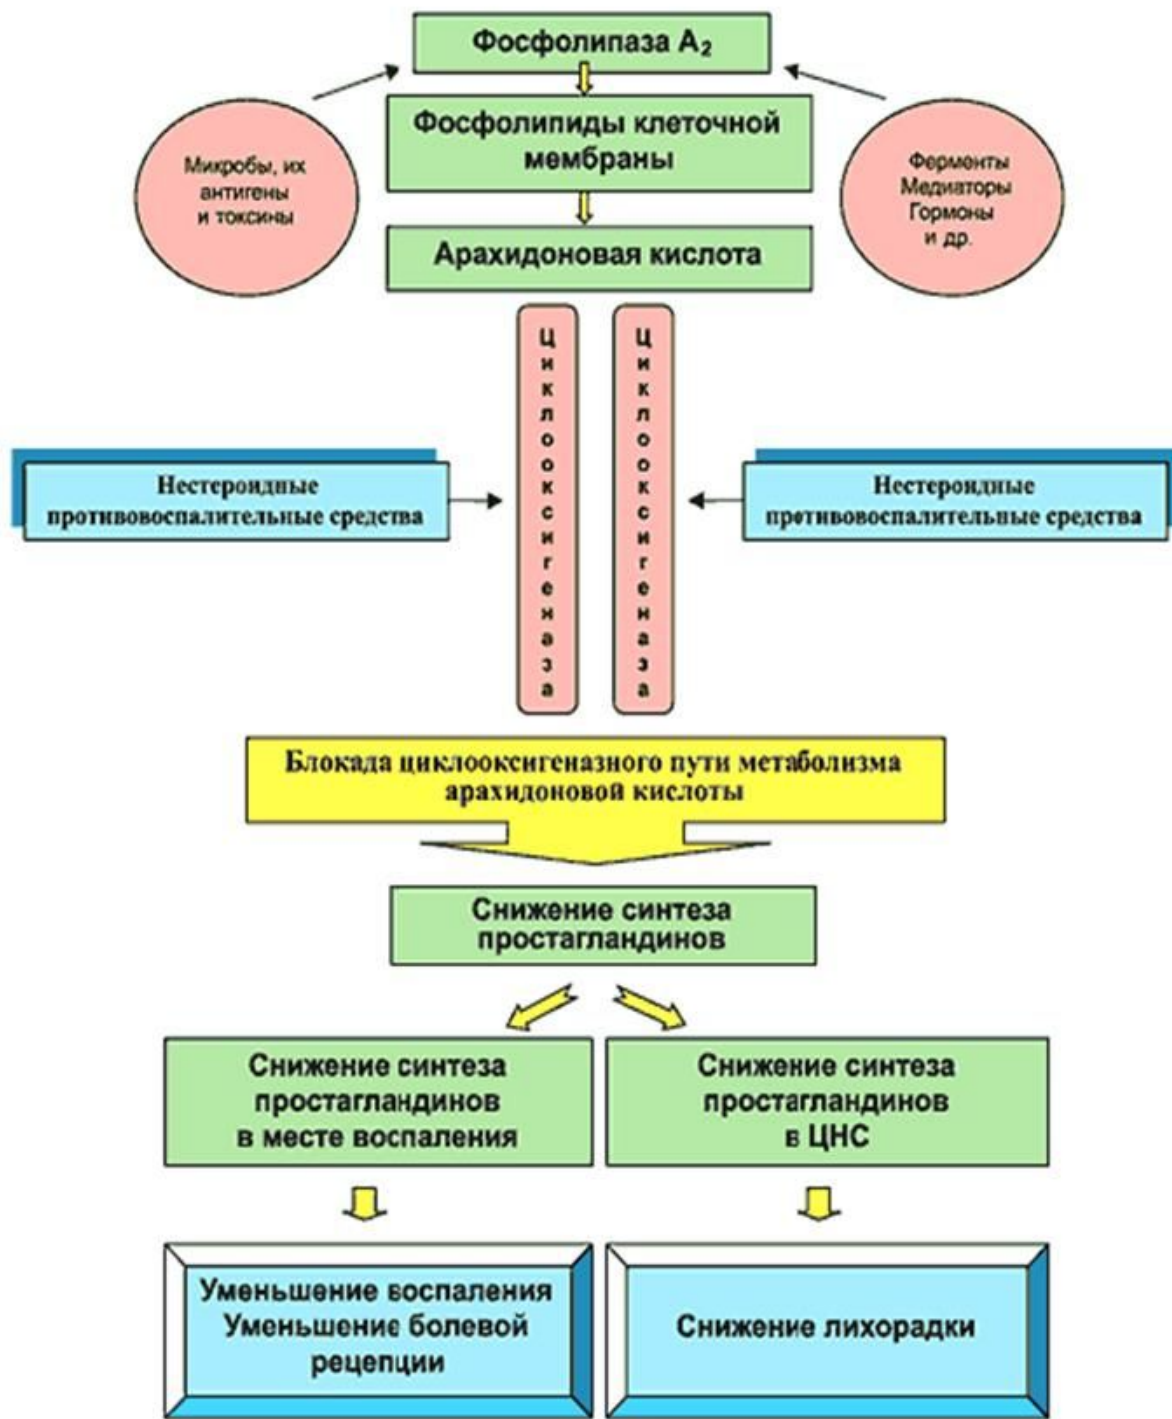 Фосфолипаза А₂
Фосфолипиды клеточной
мембраны
Микробы, их
антигены
и токсины
Ферменты
Медиаторы
Гормоны
и др.
Арахидоновая кислота
Циклооксигеназа
Циклооксигеназа
Нестероидные
противовоспалительные средства
Нестероидные
противовоспалительные средства
Блокада циклооксигеназного пути метаболизма
арахидоновой кислоты
Снижение синтеза
простагландинов
Снижение синтеза
простагландинов
в месте воспаления
Снижение синтеза
простагландинов
в ЦНС
Уменьшение воспаления
Уменьшение болевой
рецепции
Снижение лихорадки